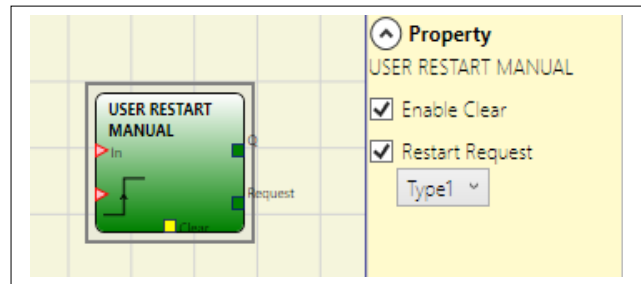 USER RESTART
MANUAL
In
Q
Request
Clear
Property
USER RESTART MANUAL
Enable Clear
Restart Request
Type1